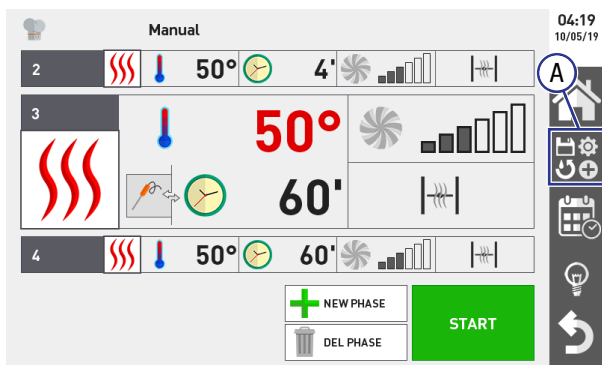 Manual
04:19
10/05/19
2 50° 4'
A
3
50°
60'
4 50° 60'
NEW PHASE
DEL PHASE
START